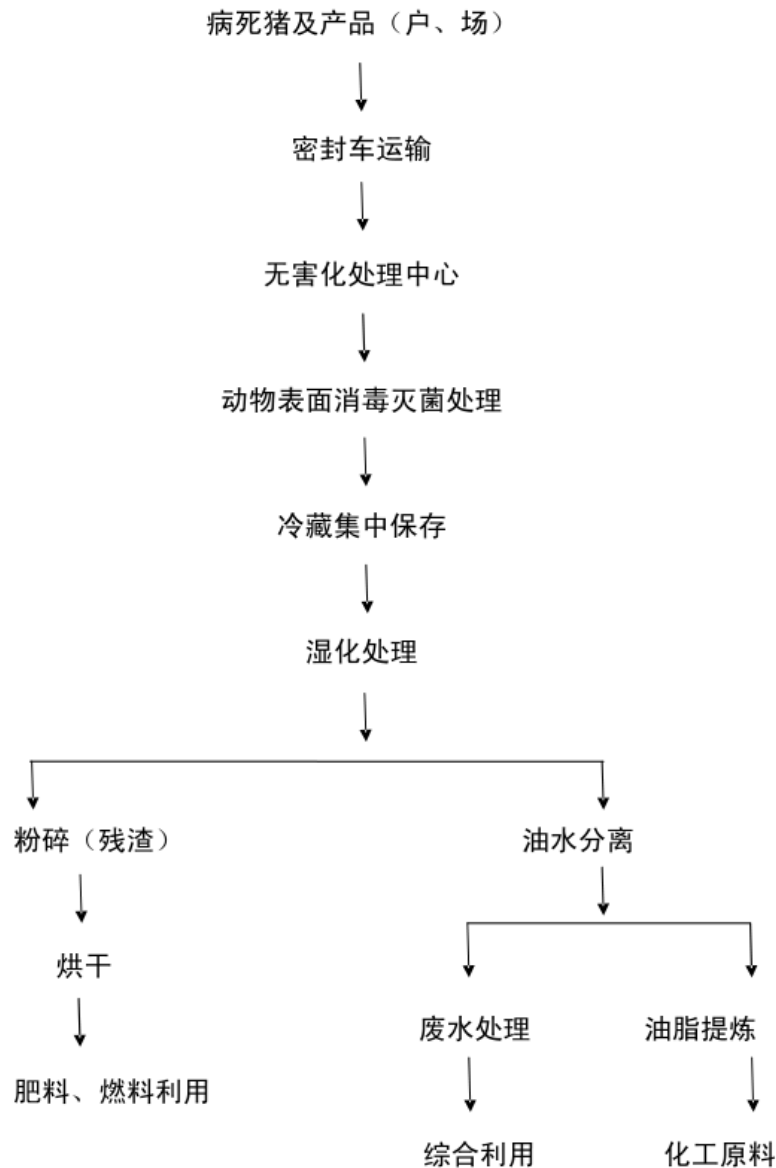 病死猪及产品（户、场）
密封车运输
无害化处理中心
动物表面消毒灭菌处理
冷藏集中保存
湿化处理
粉碎（残渣）
油水分离
烘干
废水处理
油脂提炼
肥料、燃料利用
综合利用
化工原料